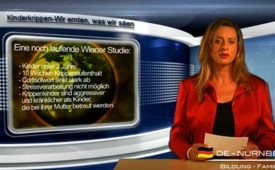 Kinderkrippen-Wir ernten, was wir säen
Eine noch laufende Wiener Studie:
- Kinder unter 2 Jahre
- 10 Wochen Krippenaufenthalt
- Cortisolwert sinkt stark ab
- Stressverarbeitung nicht möglich
- Krippenkinder sind aggressiver
und kränklicher als Kinder,
die bei ihrer Mutter betreut werden.
DE - NÜRNBE
BILDUNG - FAMI